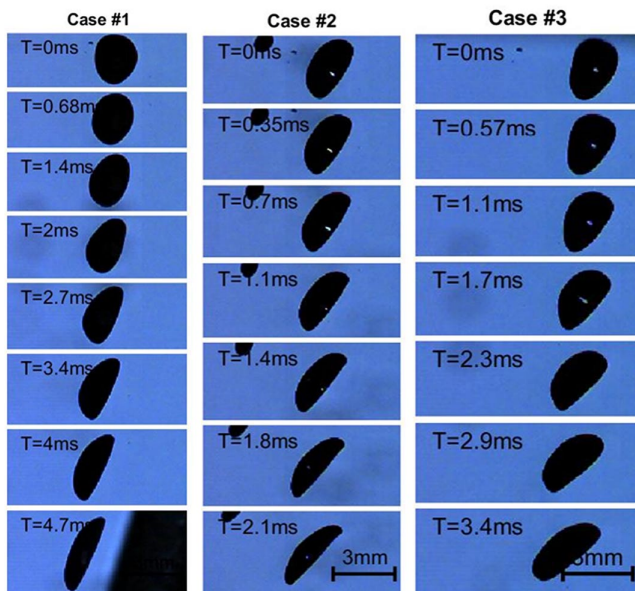 Case #1
T=0ms
T=0.68ms
T=1.4ms
T=2ms
T=2.7ms
T=3.4ms
T=4ms
T=4.7ms
Case #2
T=0ms
T=0.35ms
T=0.7ms
T=1.1ms
T=1.4ms
T=1.8ms
T=2.1ms
3mm
Case #3
T=0ms
T=0.57ms
T=1.1ms
T=1.7ms
T=2.3ms
T=2.9ms
T=3.4ms
3mm